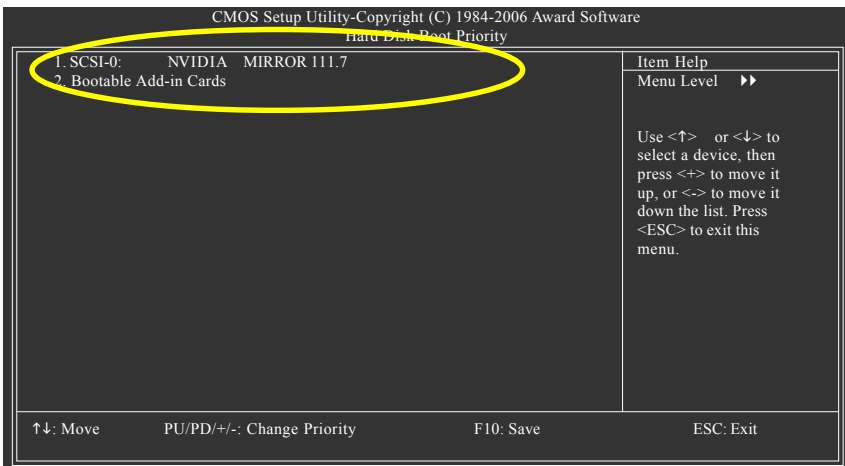 CMOS Setup Utility-Copyright (C) 1984-2006 Award Software
Hard Disk Boot Priority
1. SCSI-0: NVIDIA MIRROR 111.7
2. Bootable Add-in Cards
Item Help
Menu Level ▸▸
Use <↑> or <↓> to
select a device, then
press <+> to move it
up, or <-> to move it
down the list. Press
<ESC> to exit this
menu.
↑↓: Move PU/PD/+/-: Change Priority F10: Save ESC: Exit